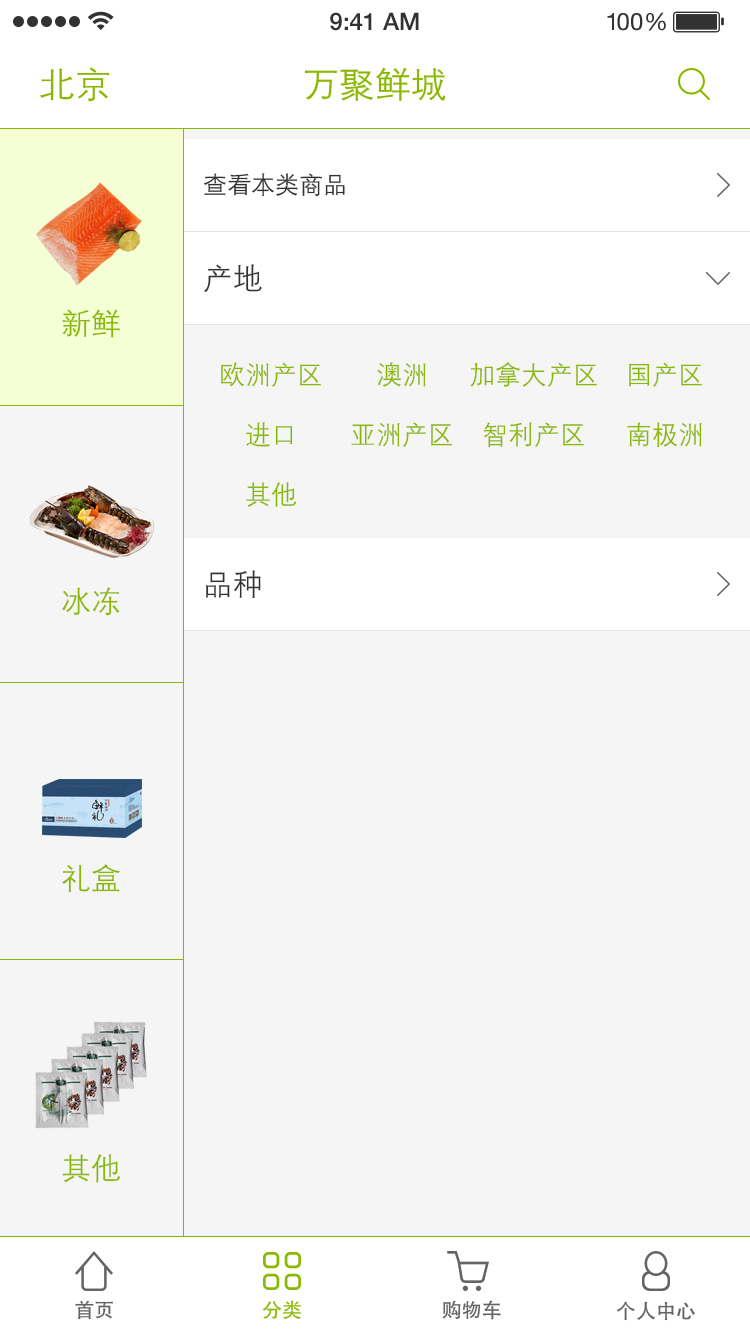 9:41 AM 100%
北京 万聚鲜城
新鲜
冰冻
礼盒
其他
查看本类商品
产地
欧洲产区 澳洲 加拿大产区 国产区
进口 亚洲产区 智利产区 南极洲
其他
品种
首页 分类 购物车 个人中心